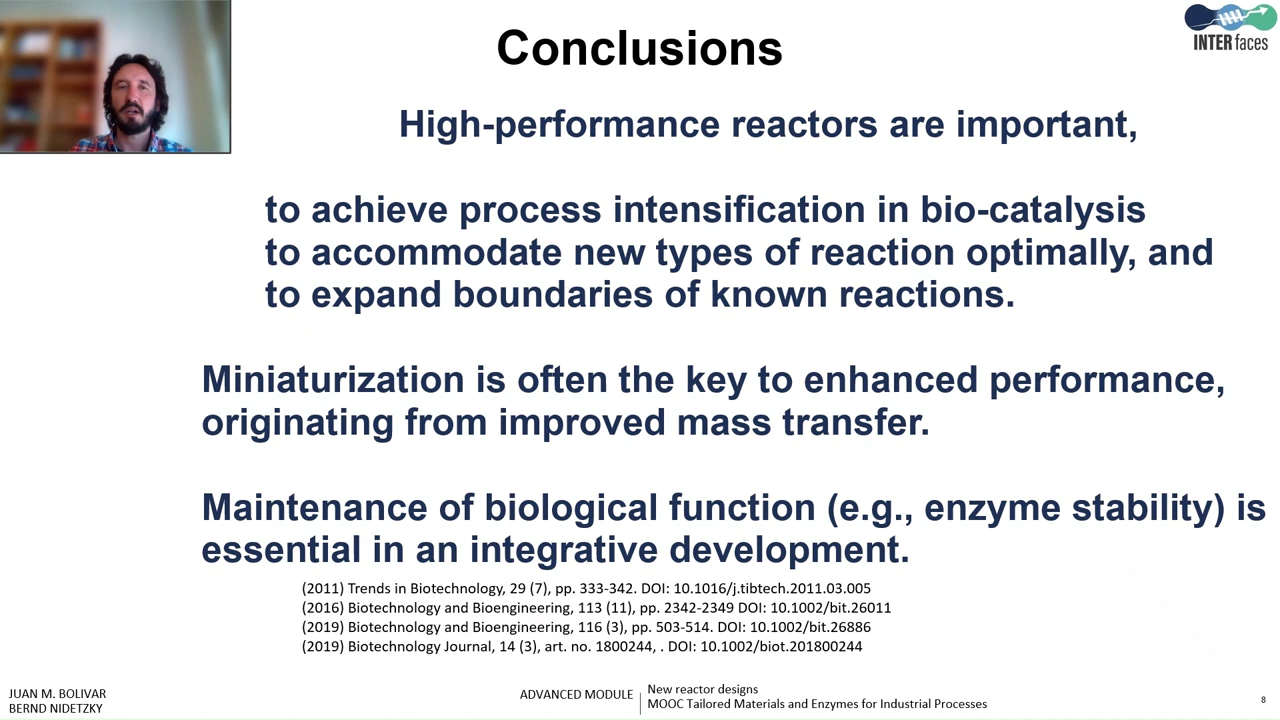 Conclusions
INTERfaces
High-performance reactors are important,
to achieve process intensification in bio-catalysis
to accommodate new types of reaction optimally, and
to expand boundaries of known reactions.
Miniaturization is often the key to enhanced performance,
originating from improved mass transfer.
Maintenance of biological function (e.g., enzyme stability) is
essential in an integrative development.
(2011) Trends in Biotechnology, 29 (7), pp. 333-342. DOI: 10.1016/j.tibtech.2011.03.005
(2016) Biotechnology and Bioengineering, 113 (11), pp. 2342-2349 DOI: 10.1002/bit.26011
(2019) Biotechnology and Bioengineering, 116 (3), pp. 503-514. DOI: 10.1002/bit.26886
(2019) Biotechnology Journal, 14 (3), art. no. 1800244, . DOI: 10.1002/biot.201800244
JUAN M. BOLIVAR
BERND NIDETZKY
ADVANCED MODULE
New reactor designs
MOOC Tailored Materials and Enzymes for Industrial Processes
8